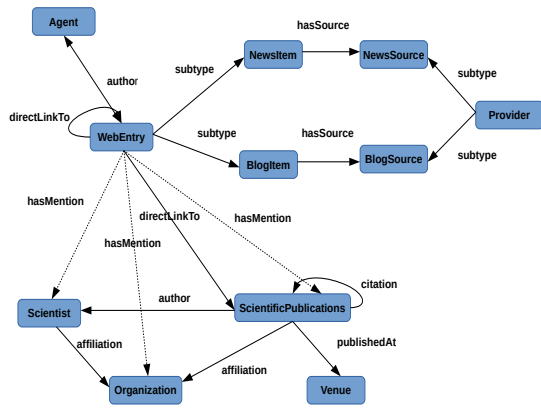 Agent
hasSource
NewsItem
NewsSource
subtype
subtype
author
directLinkTo
WebEntry
subtype
hasSource
Provider
BlogItem
BlogSource
subtype
hasMention
directLinkTo
hasMention
hasMention
citation
Scientist
author
ScientificPublications
affiliation
publishedAt
affiliation
Organization
Venue